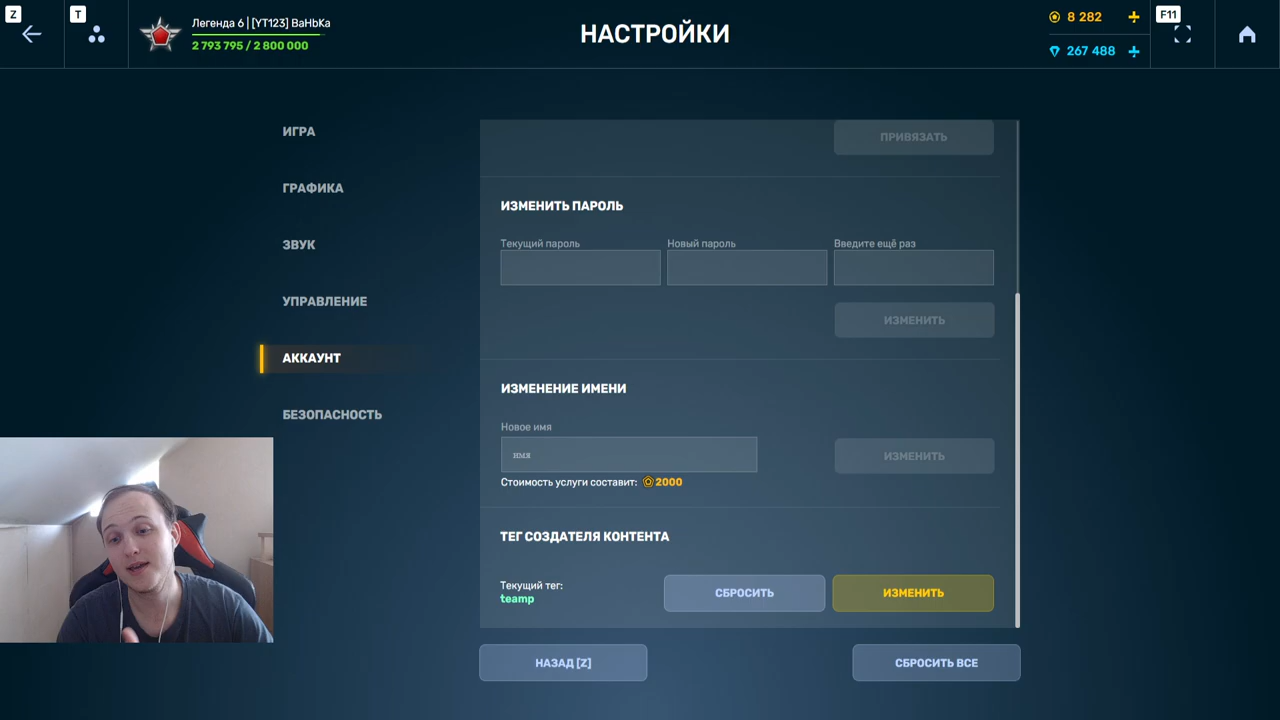 Z
T
Легенда 6 | [YT123] BaHbKa
2 793 795 / 2 800 000
НАСТРОЙКИ
8 282
267 488
F11
ИГРА
ГРАФИКА
ЗВУК
УПРАВЛЕНИЕ
АККАУНТ
БЕЗОПАСНОСТЬ
ПРИВЯЗАТЬ
ИЗМЕНИТЬ ПАРОЛЬ
Текущий пароль
Новый пароль
Введите ещё раз
ИЗМЕНИТЬ
ИЗМЕНЕНИЕ ИМЕНИ
Новое имя
имя
ИЗМЕНИТЬ
Стоимость услуги составит: 2000
ТЕГ СОЗДАТЕЛЯ КОНТЕНТА
Текущий тег:
teamp
СБРОСИТЬ
ИЗМЕНИТЬ
НАЗАД [Z]
СБРОСИТЬ ВСЕ